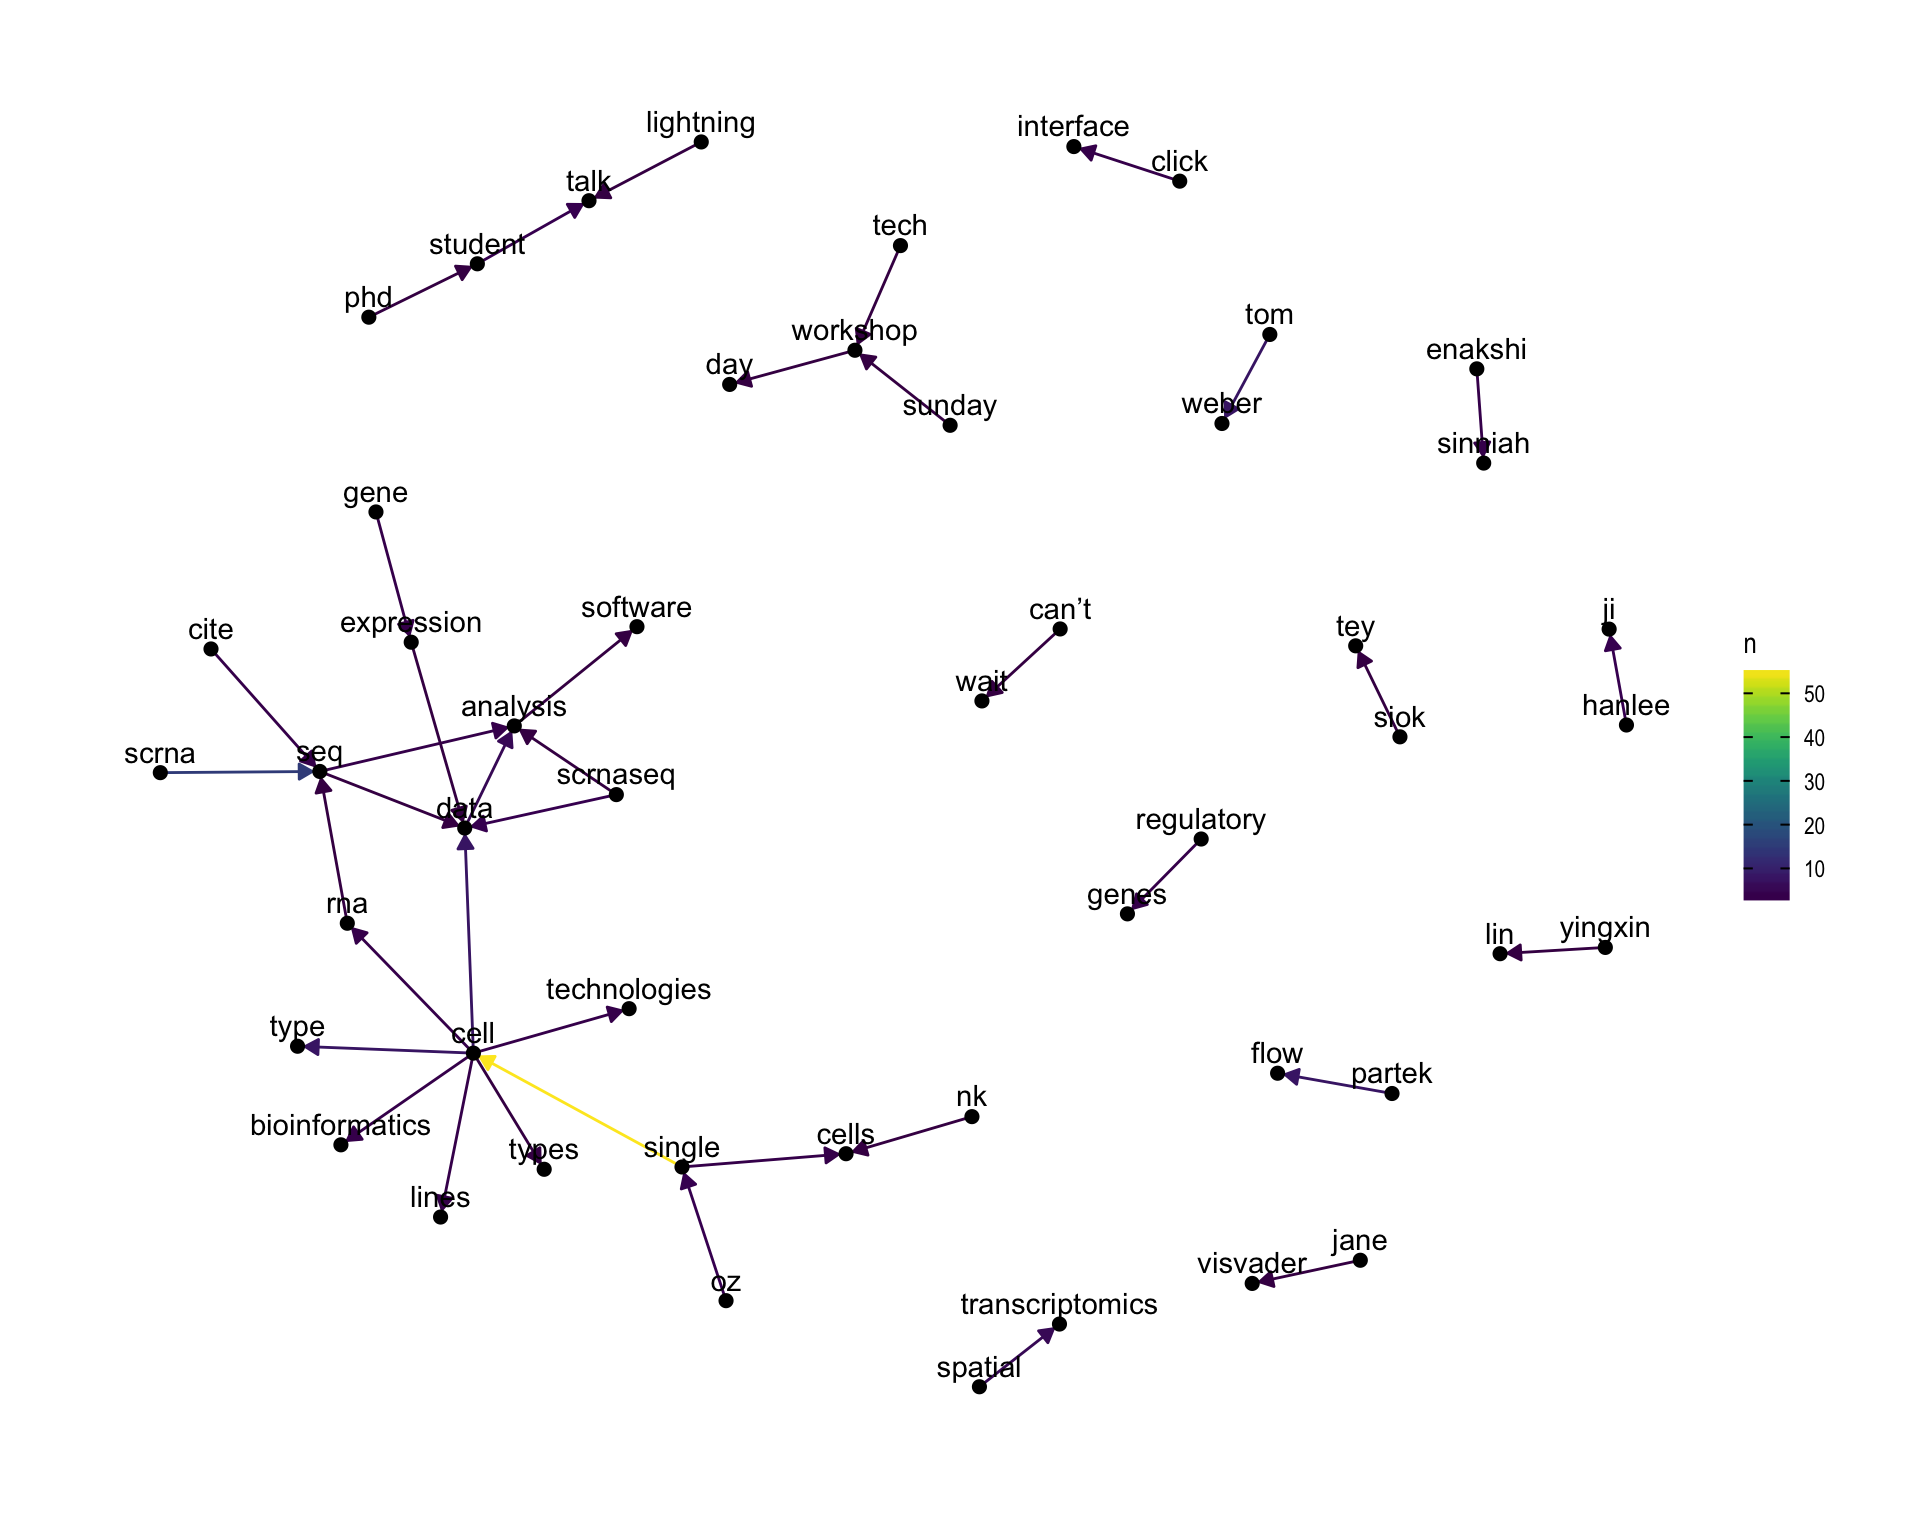 lightning
interface
click
talk
tech
student
phd
workshop
tom
enakshi
day
weber
sunday
sinniah
gene
software
can’t
ji
expression
cite
tey
n
wait
50
analysis
hanlee
siok
40
seq
scrna
scrnaseq
30
data
regulatory
20
10
genes
rna
lin
yingxin
technologies
type
cell
flow
partek
nk
bioinformatics
cells
types
single
lines
jane
visvader
oz
transcriptomics
spatial